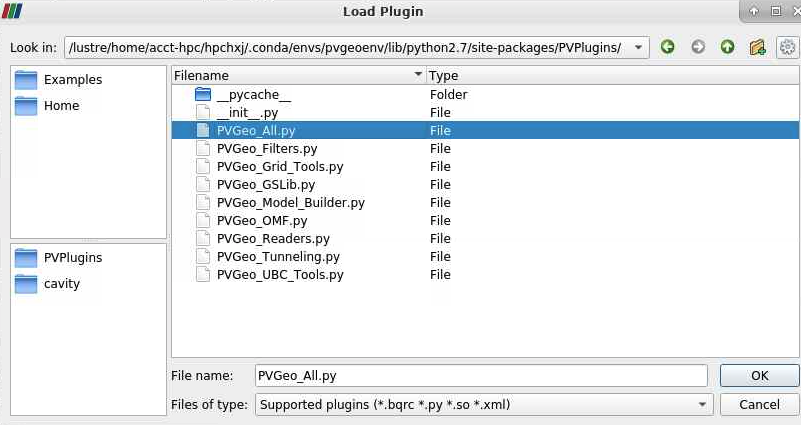 Load Plugin
Look in: /lustre/home/acct-hpc/hpchxj/.conda/envs/pvgeoenv/lib/python2.7/site-packages/PVPlugins/
Examples
Home
PVPlugins
cavity
Filename Type
__pycache__ Folder
__init__.py File
PVGeo_All.py File
PVGeo_Filters.py File
PVGeo_Grid_Tools.py File
PVGeo_GSLib.py File
PVGeo_Model_Builder.py File
PVGeo_OMF.py File
PVGeo_Readers.py File
PVGeo_Tunneling.py File
PVGeo_UBC_Tools.py File
File name: PVGeo_All.py OK
Files of type: Supported plugins (*.bqrc *.py *.so *.xml) Cancel